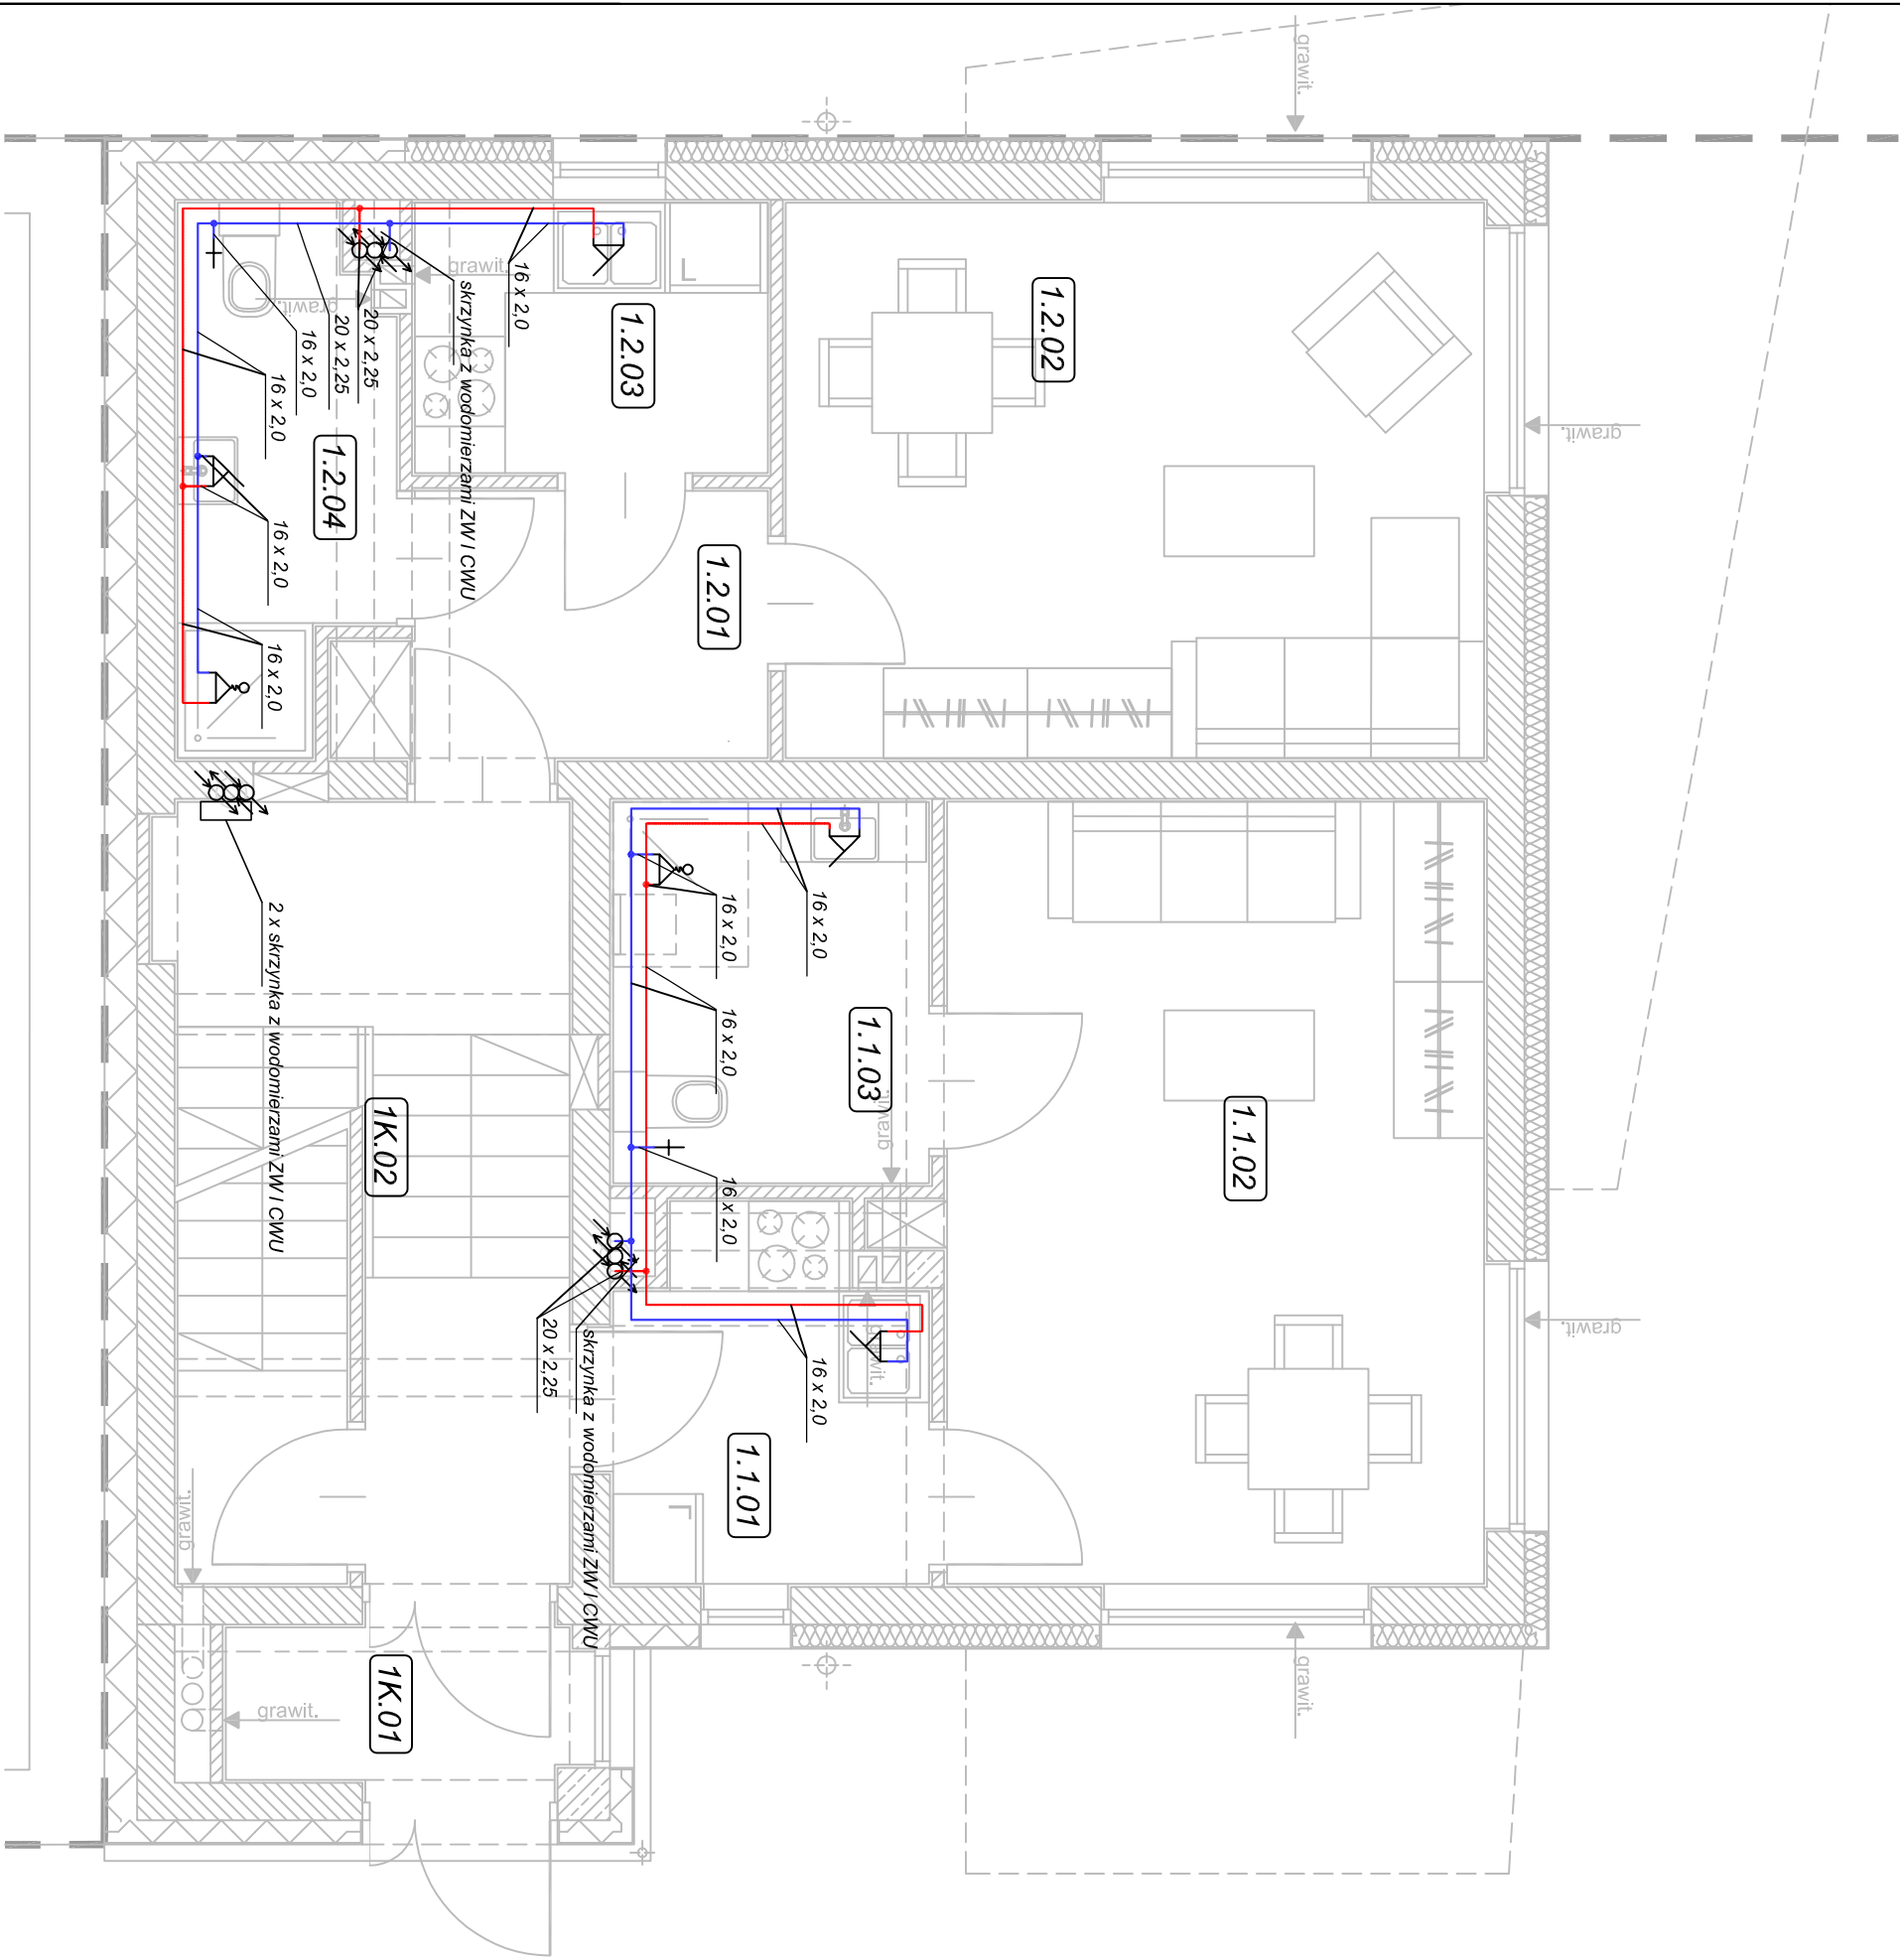 grawit.
1.2.02
grawit.
grawit.
grawit.
16 x 2,0
skrzynka z wodomierzami ZW I CWU
20 x 2,25
20 x 2,25
16 x 2,0
16 x 2,0
1.2.03
1.2.04
16 x 2,0
16 x 2,0
1.2.01
2 x skrzynka z wodomierzami ZW I CWU
16 x 2,0
16 x 2,0
16 x 2,0
16 x 2,0
1.1.03
grawit.
1.1.02
1K.02
20 x 2,25
skrzynka z wodomierzami ZW I CWU
16 x 2,0
grawit.
grawit.
1.1.01
grawit.
grawit.
1K.01
grawit.